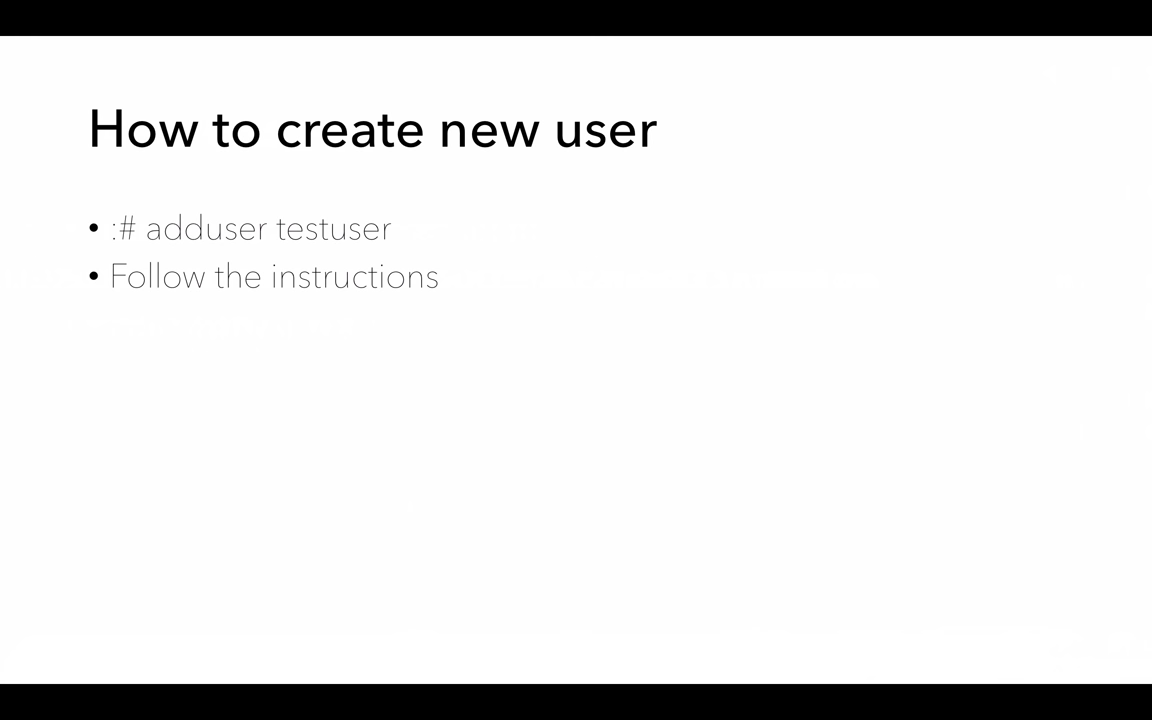 How to create new user
• :# adduser testuser
• Follow the instructions